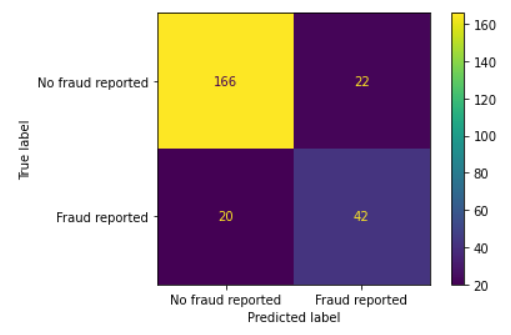 True label
No fraud reported
166
22
Fraud reported
20
42
No fraud reported
Fraud reported
Predicted label
160
140
120
100
80
60
40
20